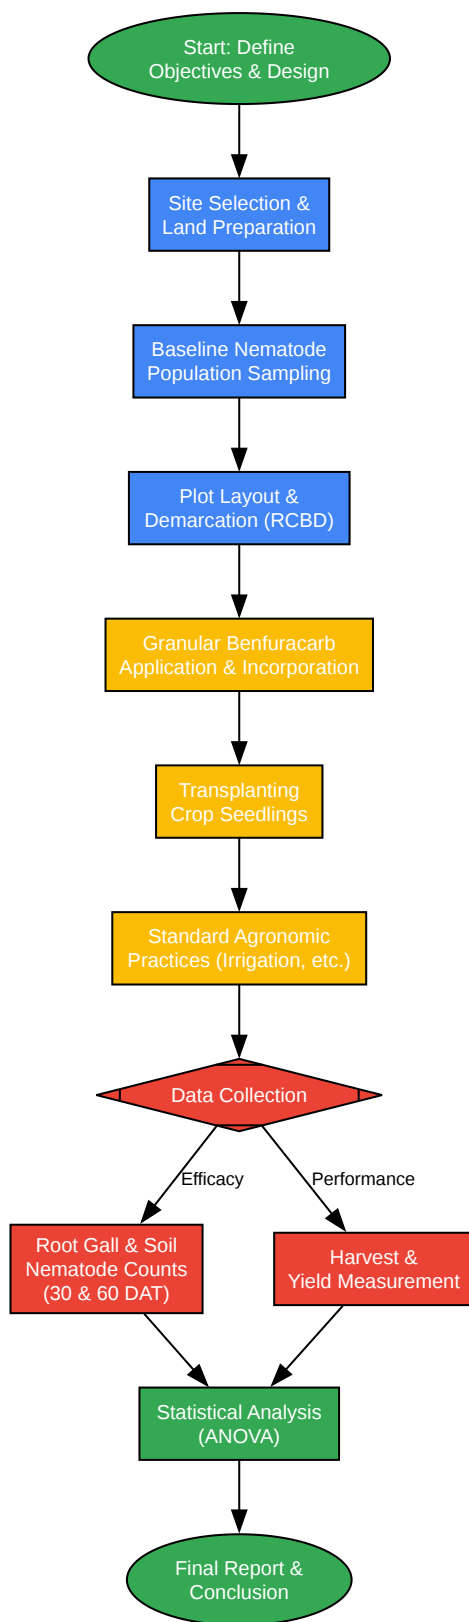 Start: Define
Objectives & Design
Site Selection &
Land Preparation
Baseline Nematode
Population Sampling
Plot Layout &
Demarcation (RCBD)
Granular Benfuracarb
Application & Incorporation
Transplanting
Crop Seedlings
Standard Agronomic
Practices (Irrigation, etc.)
Data Collection
Efficacy
Performance
Root Gall & Soil
Nematode Counts
(30 & 60 DAT)
Harvest &
Yield Measurement
Statistical Analysis
(ANOVA)
Final Report &
Conclusion